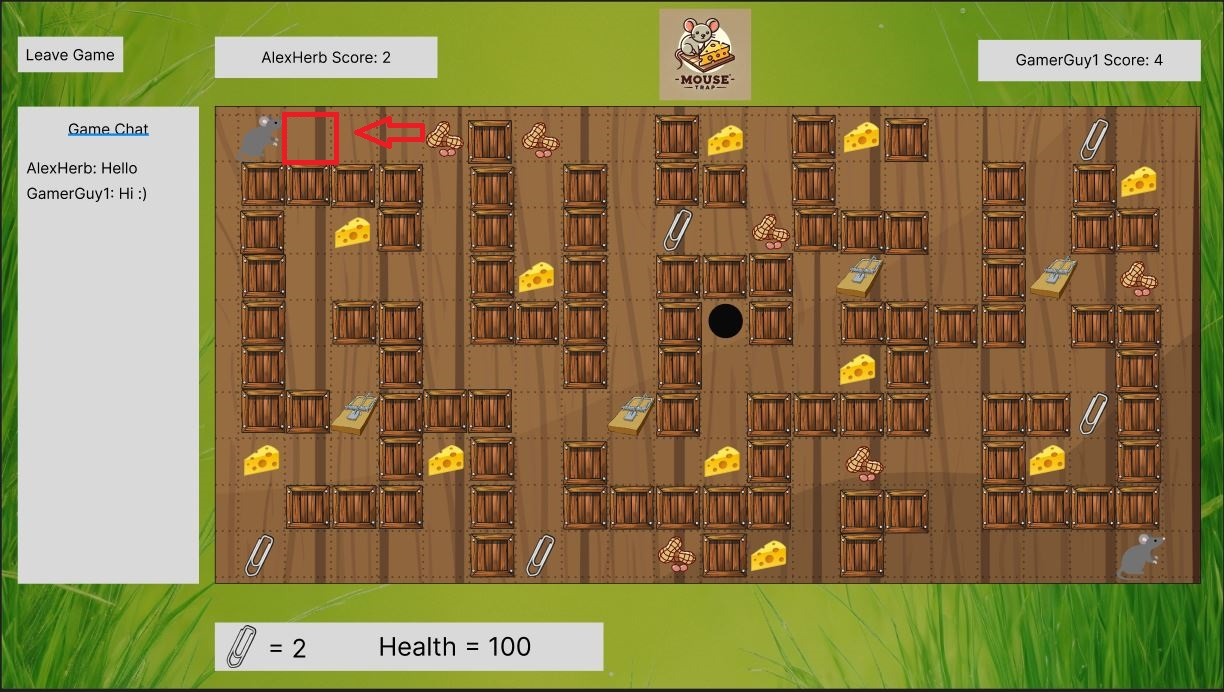 Leave Game
AlexHerb Score: 2
-MOUSE-
-TRAP-
GamerGuy1 Score: 4
Game Chat
AlexHerb: Hello
GamerGuy1: Hi :)
= 2
Health = 100